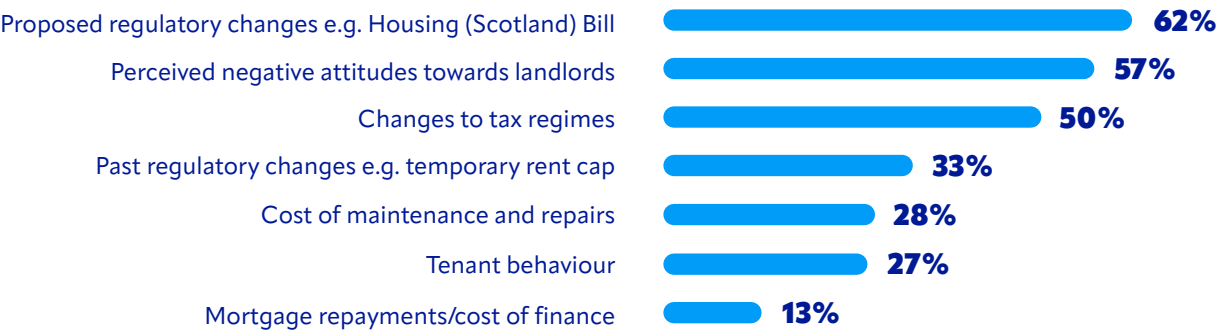 Proposed regulatory changes e.g. Housing (Scotland) Bill 62%
Perceived negative attitudes towards landlords 57%
Changes to tax regimes 50%
Past regulatory changes e.g. temporary rent cap 33%
Cost of maintenance and repairs 28%
Tenant behaviour 27%
Mortgage repayments/cost of finance 13%